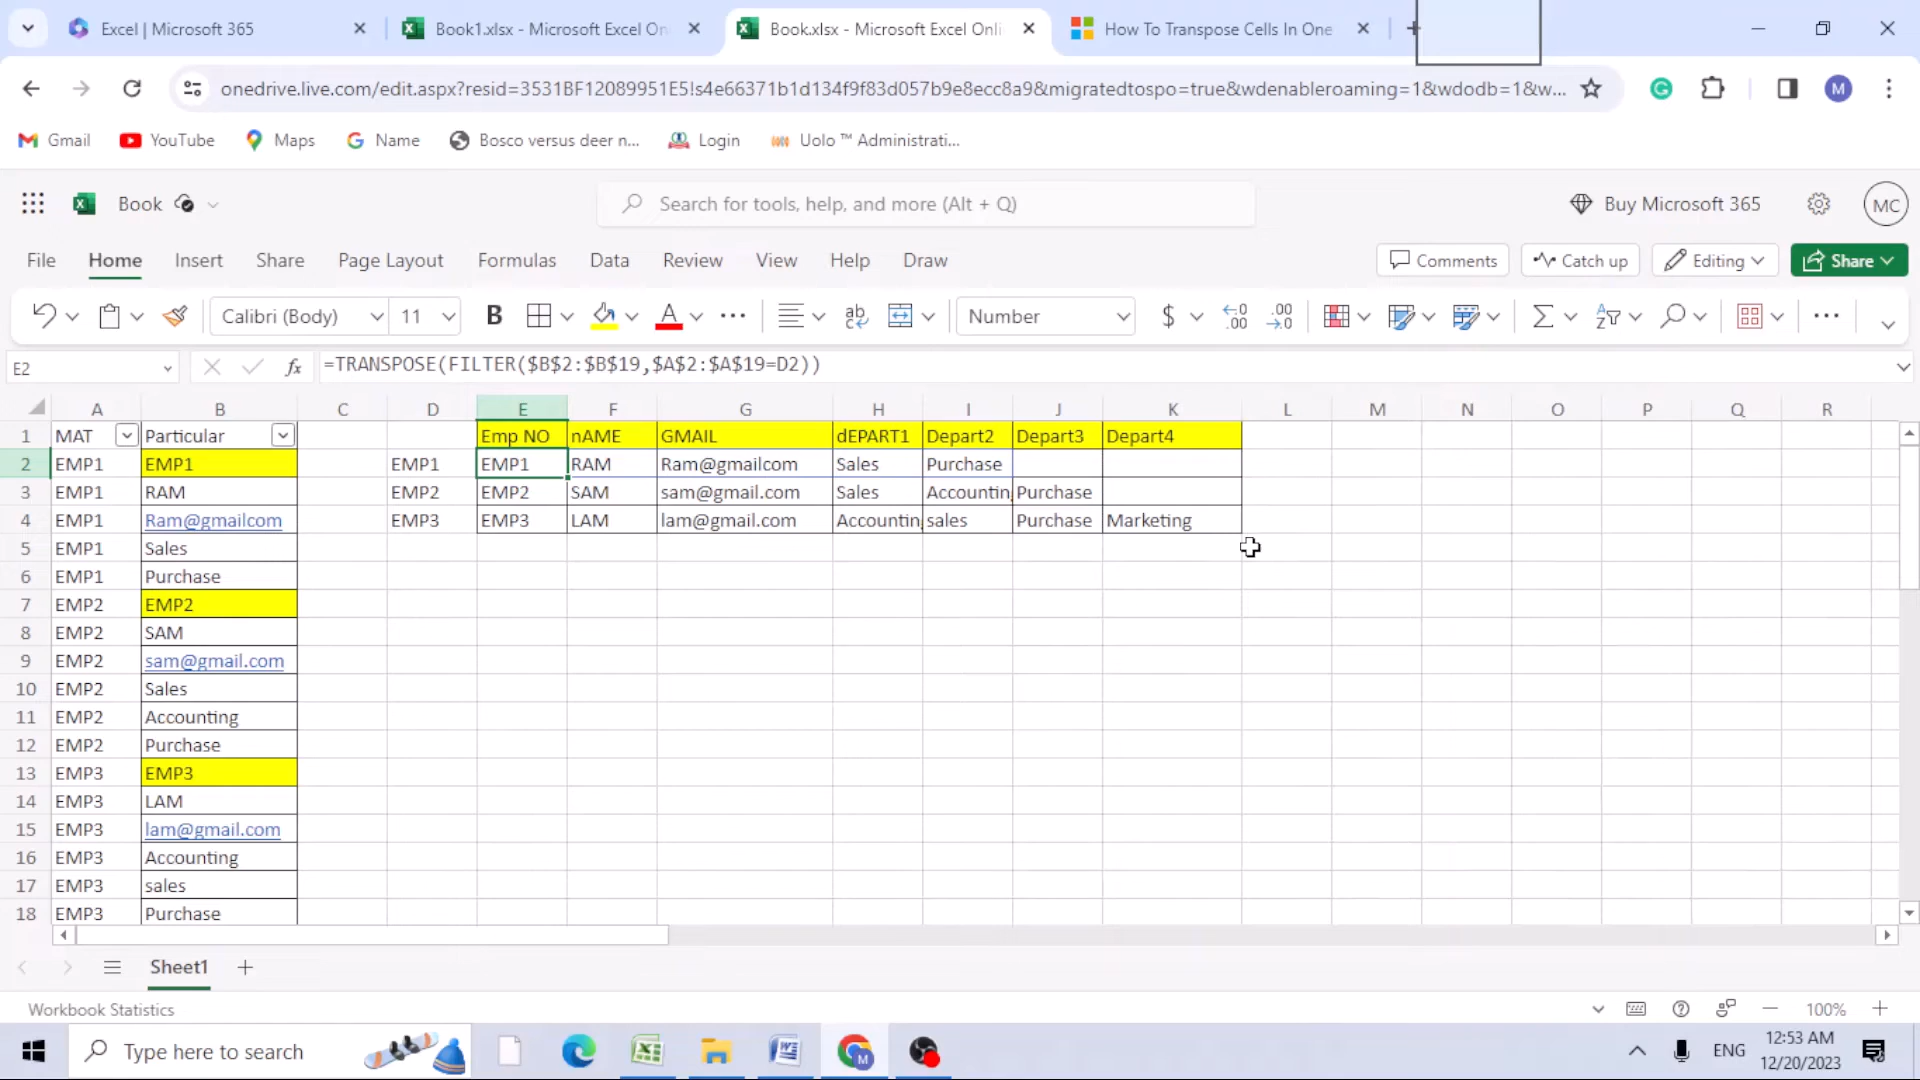 Excel | Microsoft 365
Book1.xlsx - Microsoft Excel On
Book.xlsx - Microsoft Excel Onli
How To Transpose Cells In One
onedrive.live.com/edit.aspx?resid=3531BF12089951E5!s4e66371b1d134f9f83d057b9e8ecc8a9&migratedtospo=true&wdenableroaming=1&wdodb=1&w...
M
Gmail
YouTube
Maps
Name
Bosco versus deer n...
Login
Uolo ™ Administrati...
Book
Search for tools, help, and more (Alt + Q)
Buy Microsoft 365
MC
File Home Insert Share Page Layout Formulas Data Review View Help Draw
Comments
Catch up
Editing
Share
Calibri (Body) 11 B A ab Number $ .00 .00
E2 fx =TRANSPOSE(FILTER($B$2:$B$19,$A$2:$A$19=D2))
A B C D E F G H I J K L M N O P Q R
1 MAT Particular Emp NO nAME GMAIL dEPART1 Depart2 Depart3 Depart4
2 EMP1 EMP1 EMP1 EMP1 RAM Ram@gmailcom Sales Purchase
3 EMP1 RAM EMP2 EMP2 SAM sam@gmail.com Sales Accountin Purchase
4 EMP1 Ram@gmailcom EMP3 EMP3 LAM lam@gmail.com Accountin sales Purchase Marketing
5 EMP1 Sales
6 EMP1 Purchase
7 EMP2 EMP2
8 EMP2 SAM
9 EMP2 sam@gmail.com
10 EMP2 Sales
11 EMP2 Accounting
12 EMP2 Purchase
13 EMP3 EMP3
14 EMP3 LAM
15 EMP3 lam@gmail.com
16 EMP3 Accounting
17 EMP3 sales
18 EMP3 Purchase
Sheet1
Workbook Statistics
100%
Type here to search
ENG
12:53 AM
12/20/2023